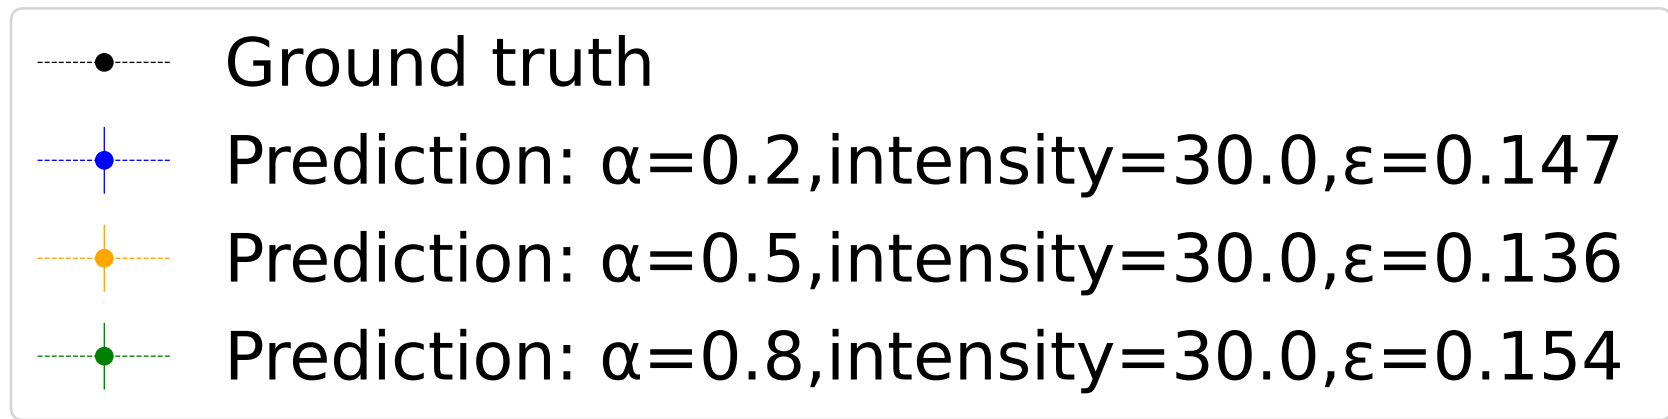 Ground truth
Prediction: α=0.2,intensity=30.0,ε=0.147
Prediction: α=0.5,intensity=30.0,ε=0.136
Prediction: α=0.8,intensity=30.0,ε=0.154